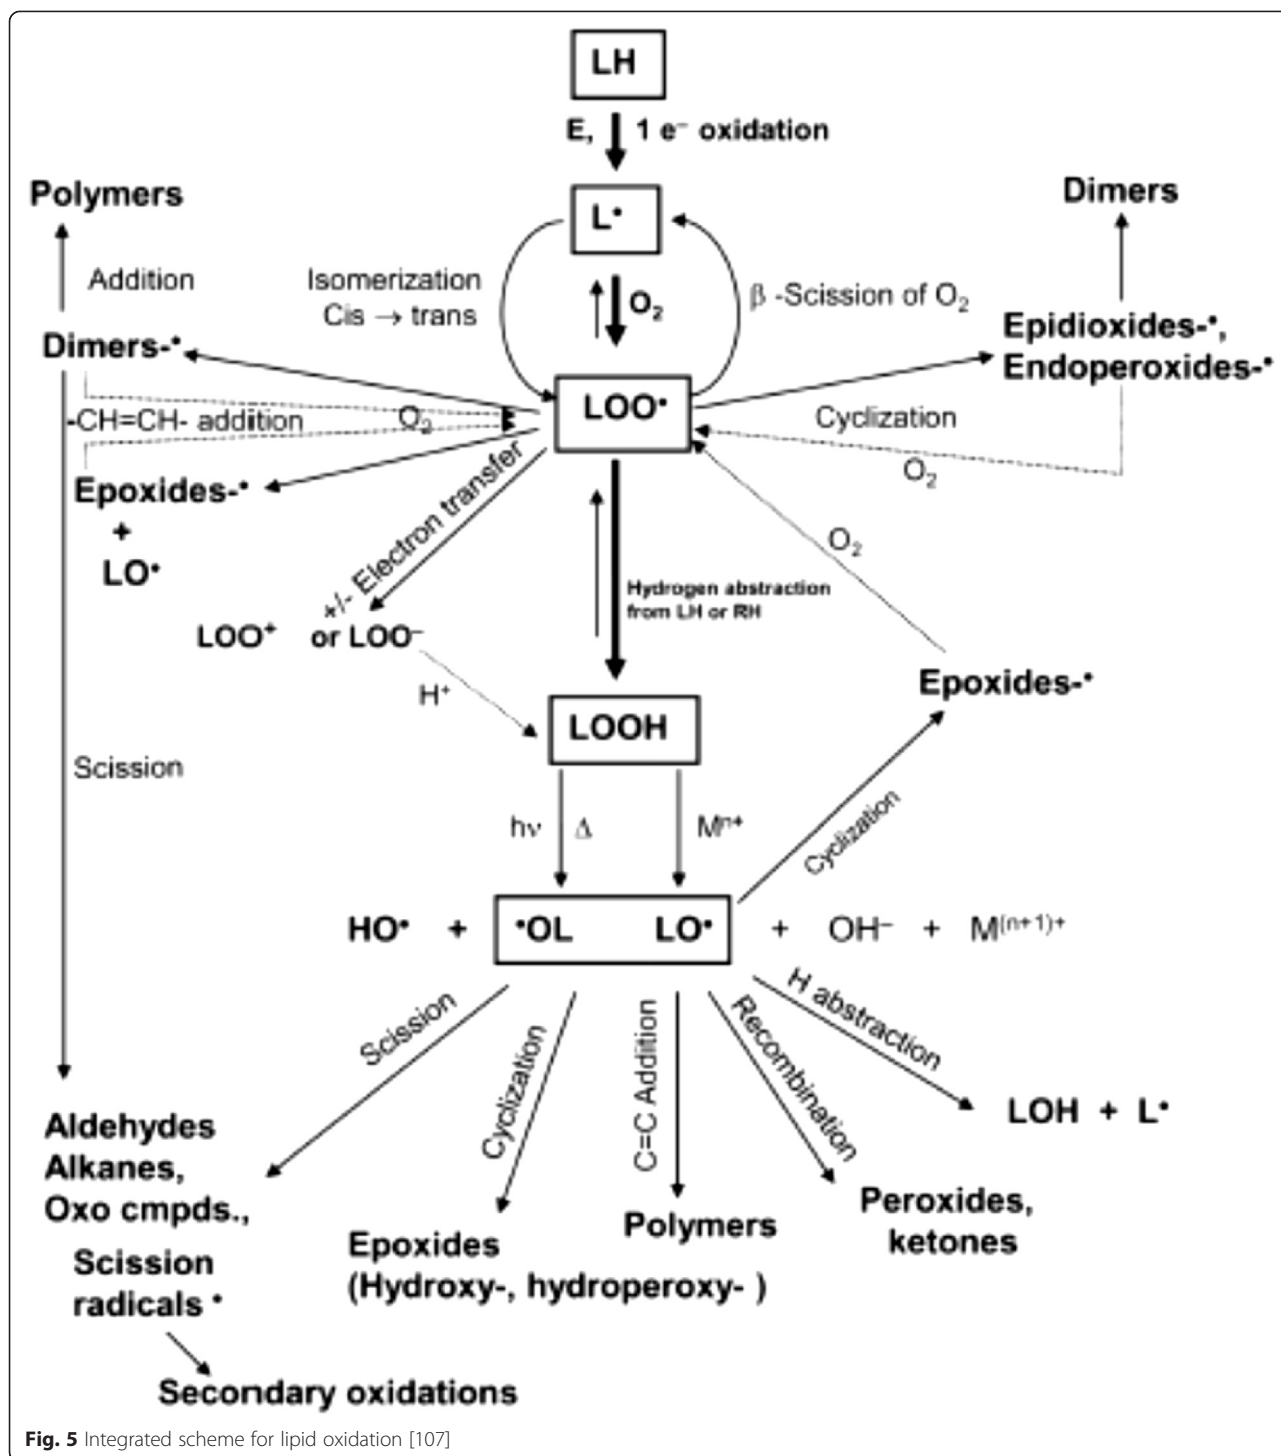 LH
E, 1 e⁻ oxidation
Polymers
Dimers
L•
Addition
Isomerization
Cis → trans
O₂
β -Scission of O₂
Dimers-•
Epidioxides-•,
Endoperoxides-•
LOO•
-CH=CH- addition
O₂
Cyclization
O₂
Epoxides-•
+
LO•
+/- Electron transfer
O₂
Hydrogen abstraction
from LH or RH
LOO⁺ or LOO⁻
H⁺
Epoxides-•
LOOH
Scission
hν Δ
Mⁿ⁺
Cyclization
HO• + •OL LO• + OH⁻ + M⁽ⁿ⁺¹⁾⁺
Scission
Cyclization
C=C Addition
Recombination
H abstraction
LOH + L•
Aldehydes
Alkanes,
Oxo cmpds.,
Scission
radicals •
Epoxides
(Hydroxy-, hydroperoxy- )
Polymers
Peroxides,
ketones
Secondary oxidations
Fig. 5 Integrated scheme for lipid oxidation [107]